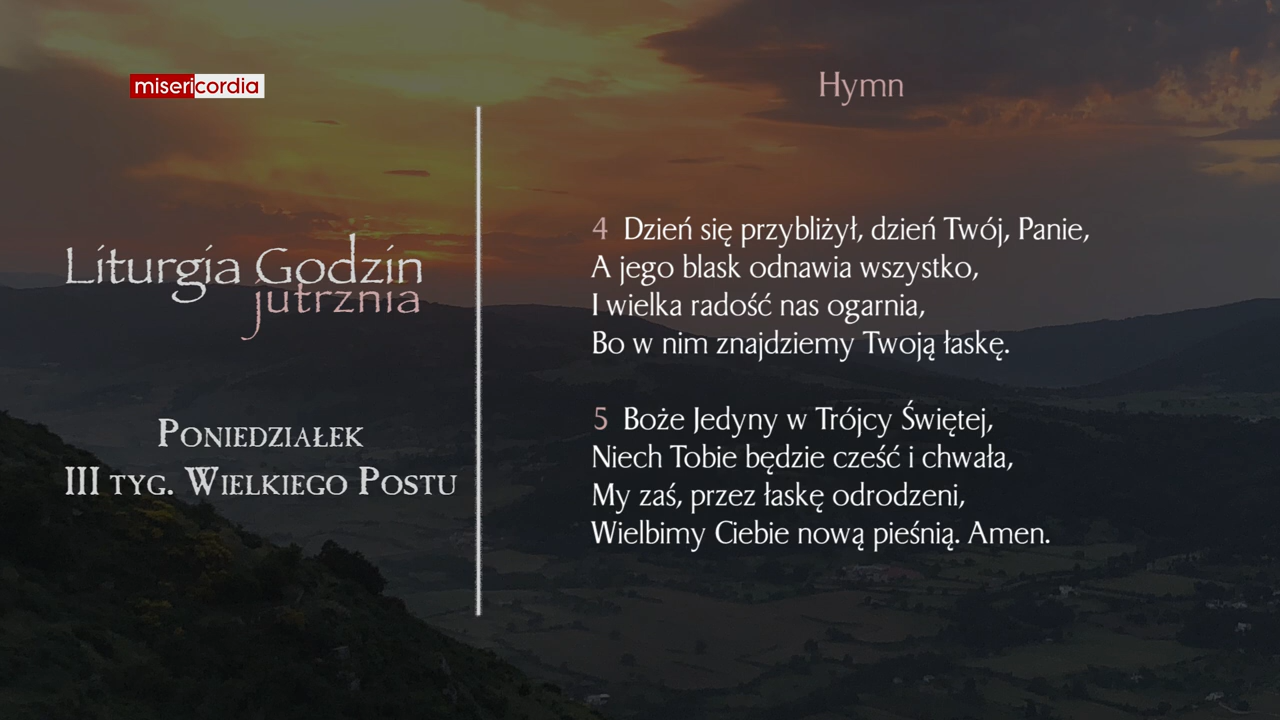 misericordia
Liturgia Godzin
jutrznia
Poniedziałek
III tyg. Wielkiego Postu
Hymn
4 Dzień się przybliżył, dzień Twój, Panie,
A jego blask odnawia wszystko,
I wielka radość nas ogarnia,
Bo w nim znajdziemy Twoją łaskę.
5 Boże Jedyny w Trójcy Świętej,
Niech Tobie będzie cześć i chwała,
My zaś, przez łaskę odrodzeni,
Wielbimy Ciebie nową pieśnią. Amen.